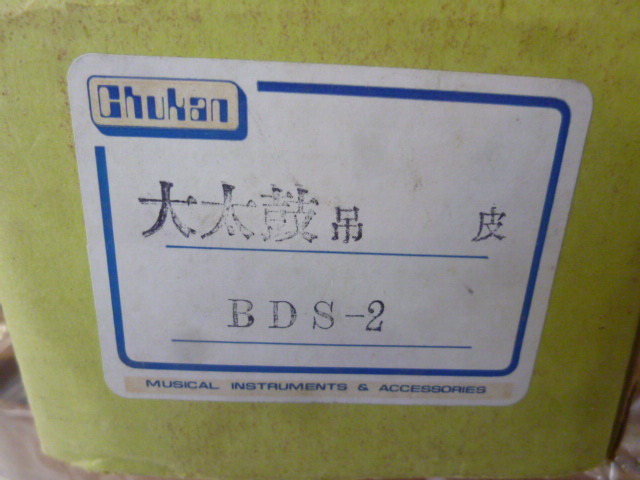 Chukan
大太鼓吊 皮
BDS-2
MUSICAL INSTRUMENTS & ACCESSORIES